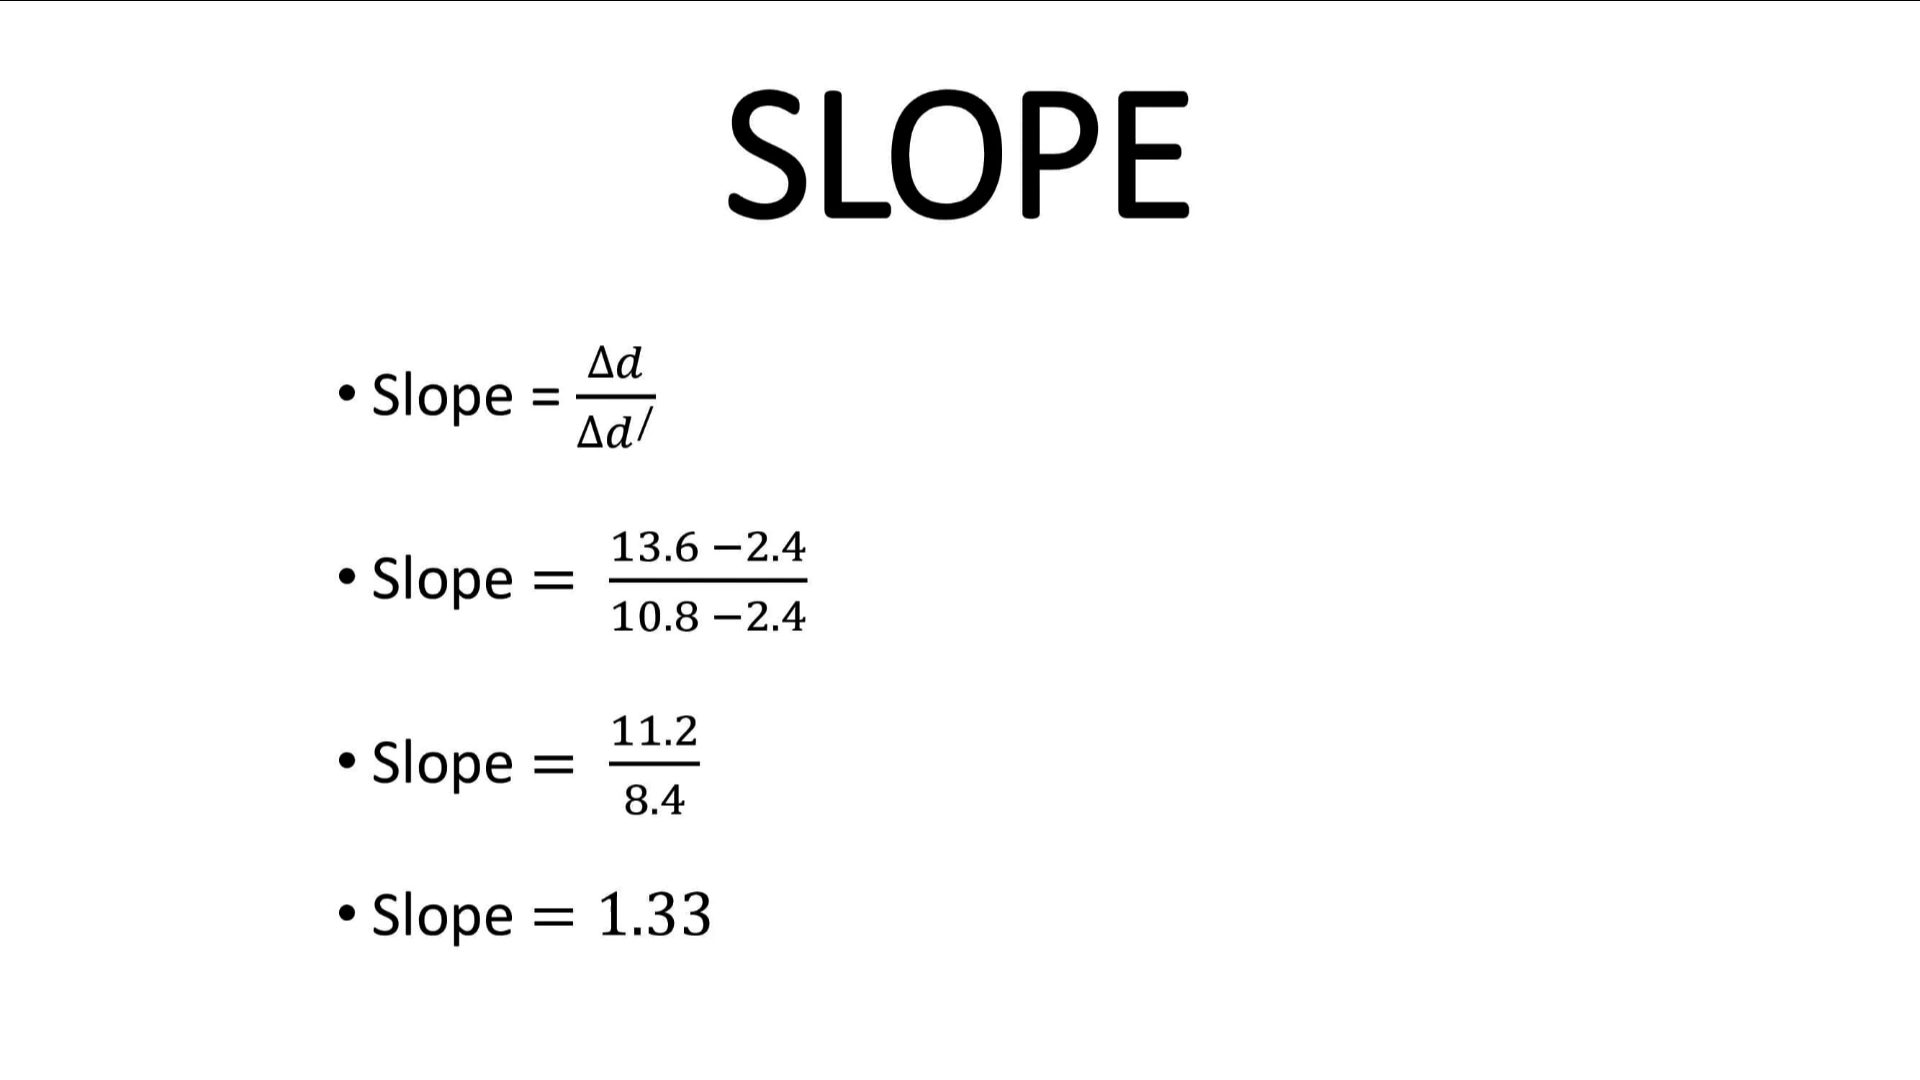 SLOPE
• Slope = Δd / Δd/
• Slope = 13.6 −2.4 / 10.8 −2.4
• Slope = 11.2 / 8.4
• Slope = 1.33